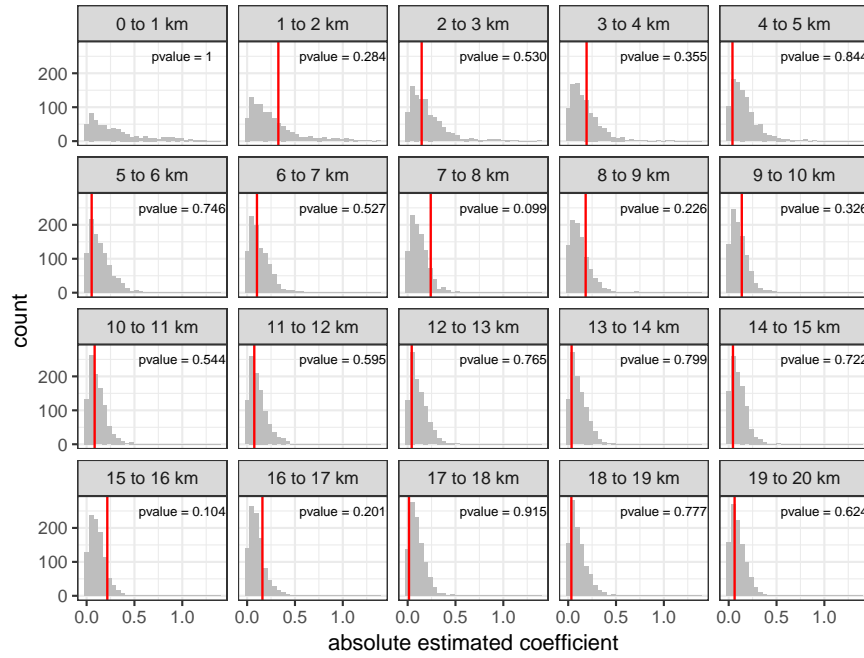 0 to 1 km 1 to 2 km 2 to 3 km 3 to 4 km 4 to 5 km
pvalue = 1 pvalue = 0.284 pvalue = 0.530 pvalue = 0.355 pvalue = 0.844
200
100
0
5 to 6 km 6 to 7 km 7 to 8 km 8 to 9 km 9 to 10 km
pvalue = 0.746 pvalue = 0.527 pvalue = 0.099 pvalue = 0.226 pvalue = 0.326
200
100
0
count
10 to 11 km 11 to 12 km 12 to 13 km 13 to 14 km 14 to 15 km
pvalue = 0.544 pvalue = 0.595 pvalue = 0.765 pvalue = 0.799 pvalue = 0.722
200
100
0
15 to 16 km 16 to 17 km 17 to 18 km 18 to 19 km 19 to 20 km
pvalue = 0.104 pvalue = 0.201 pvalue = 0.915 pvalue = 0.777 pvalue = 0.624
200
100
0
0.0 0.5 1.0 0.0 0.5 1.0 0.0 0.5 1.0 0.0 0.5 1.0 0.0 0.5 1.0
absolute estimated coefficient